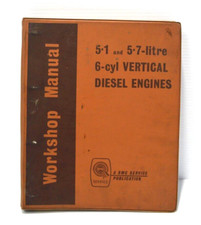 Workshop Manual
5·1 and 5·7-litre
6-cyl VERTICAL
DIESEL ENGINES
A BMC SERVICE
PUBLICATION